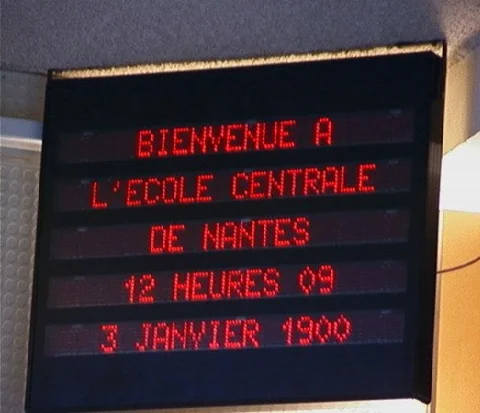 BIENVENUE A
L'ECOLE CENTRALE
DE NANTES
12 HEURES 09
3 JANVIER 1900